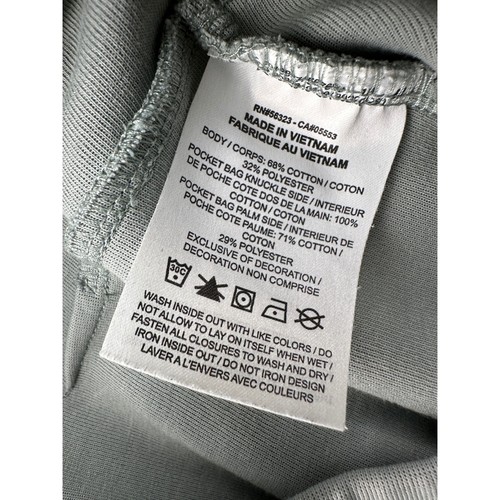 RN#56323 - CA#05553
MADE IN VIETNAM
FABRIQUE AU VIETNAM
BODY / CORPS: 68% COTTON / COTON
32% POLYESTER
POCKET BAG KNUCKLE SIDE / INTERIEUR
DE POCHE COTE DOS DE LA MAIN: 100%
COTTON / COTON
POCKET BAG PALM SIDE / INTERIEUR DE
POCHE COTE PAUME: 71% COTTON /
COTON
29% POLYESTER
EXCLUSIVE OF DECORATION /
DECORATION NON COMPRISE
30C
WASH INSIDE OUT WITH LIKE COLORS / DO
NOT ALLOW TO LAY ON ITSELF WHEN WET /
FASTEN ALL CLOSURES TO WASH AND DRY /
IRON INSIDE OUT / DO NOT IRON DESIGN
LAVER A L'ENVERS AVEC COULEURS